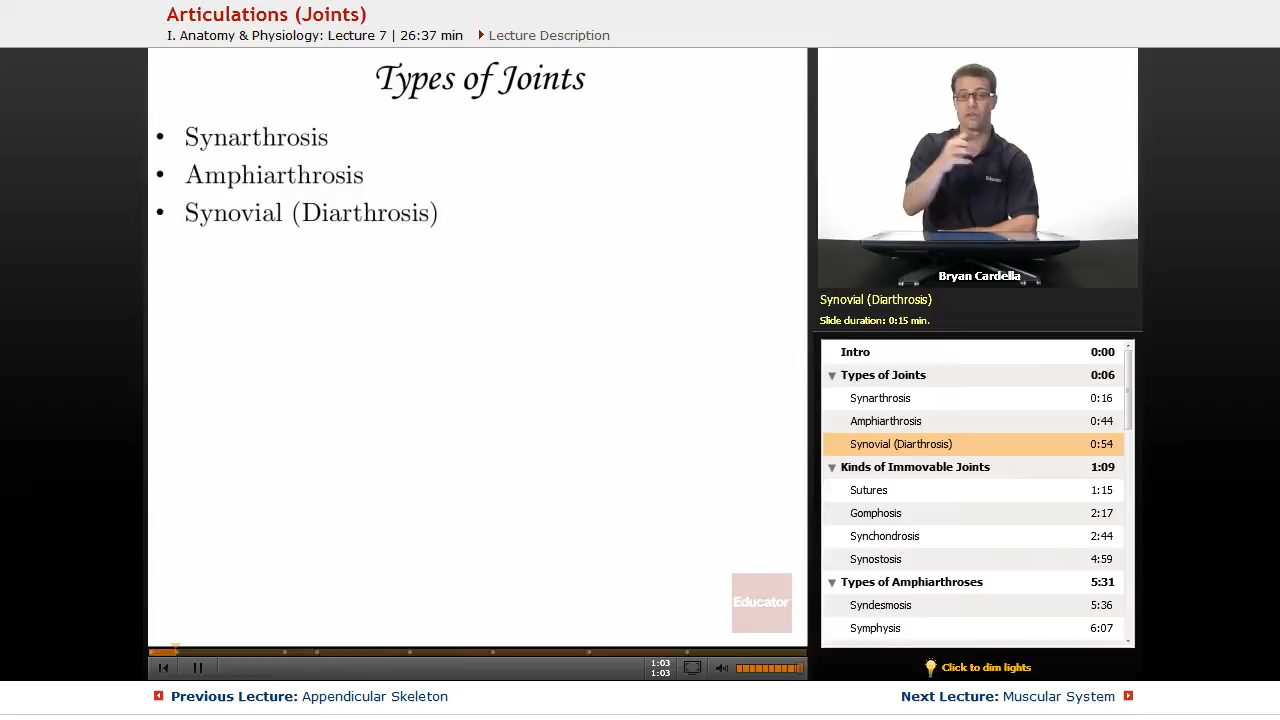 Articulations (Joints)
I. Anatomy & Physiology: Lecture 7 | 26:37 min Lecture Description
Types of Joints
• Synarthrosis
• Amphiarthrosis
• Synovial (Diarthrosis)
Educator
Educator
Bryan Cardella
Synovial (Diarthrosis)
Slide duration: 0:15 min.
Intro 0:00
Types of Joints 0:06
Synarthrosis 0:16
Amphiarthrosis 0:44
Synovial (Diarthrosis) 0:54
Kinds of Immovable Joints 1:09
Sutures 1:15
Gomphosis 2:17
Synchondrosis 2:44
Synostosis 4:59
Types of Amphiarthroses 5:31
Syndesmosis 5:36
Symphysis 6:07
1:03
1:03
Click to dim lights
Previous Lecture: Appendicular Skeleton
Next Lecture: Muscular System